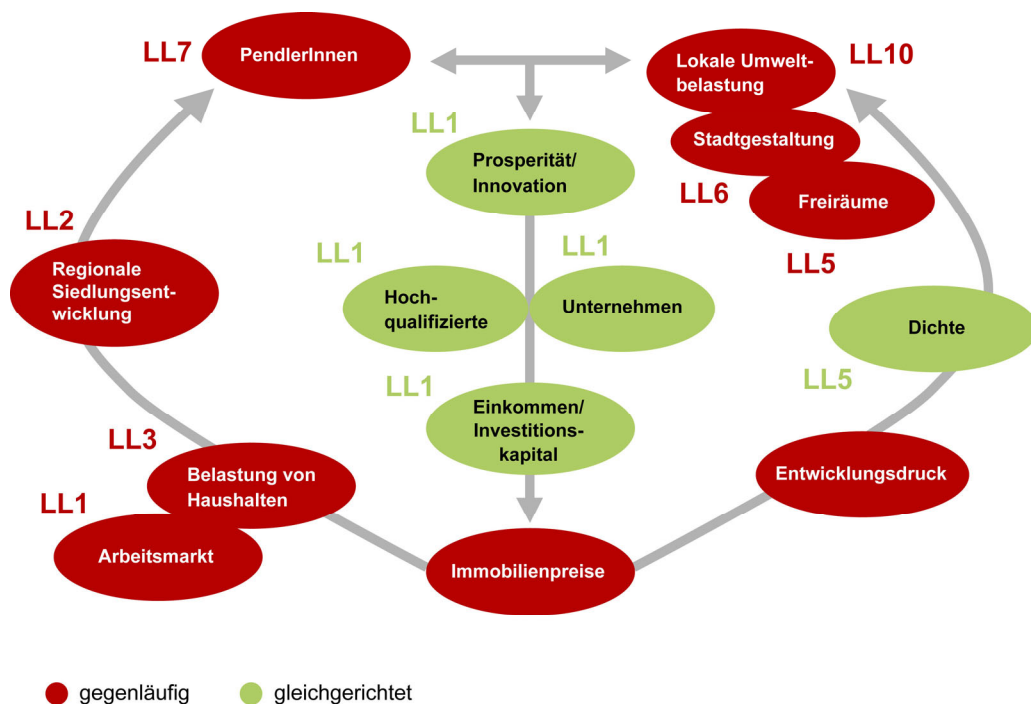 LL7
PendlerInnen
Lokale Umwelt-
belastung
LL10
LL1
Stadtgestaltung
Prosperität/
Innovation
LL6
Freiräume
LL2
LL1
LL1
LL5
Regionale
Siedlungsent-
wicklung
Hoch-
qualifizierte
Unternehmen
Dichte
LL5
LL1
Einkommen/
Investitions-
kapital
LL3
Belastung von
Haushalten
Entwicklungsdruck
LL1
Arbeitsmarkt
Immobilienpreise
gegenläufig
gleichgerichtet